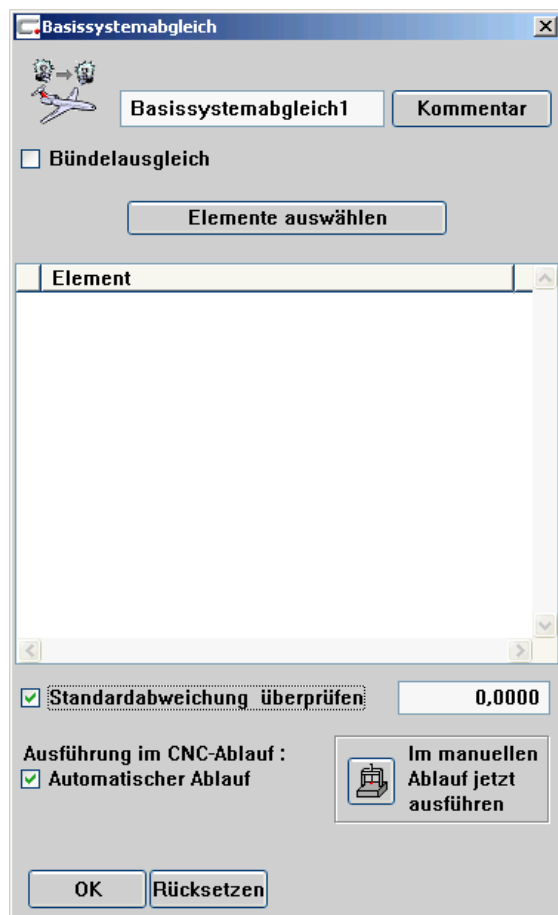 Basissystemabgleich
Basissystemabgleich1
Kommentar
Bündelausgleich
Elemente auswählen
Element
Standardabweichung überprüfen
0,0000
Ausführung im CNC-Ablauf :
Automatischer Ablauf
Im manuellen
Ablauf jetzt
ausführen
OK
Rücksetzen